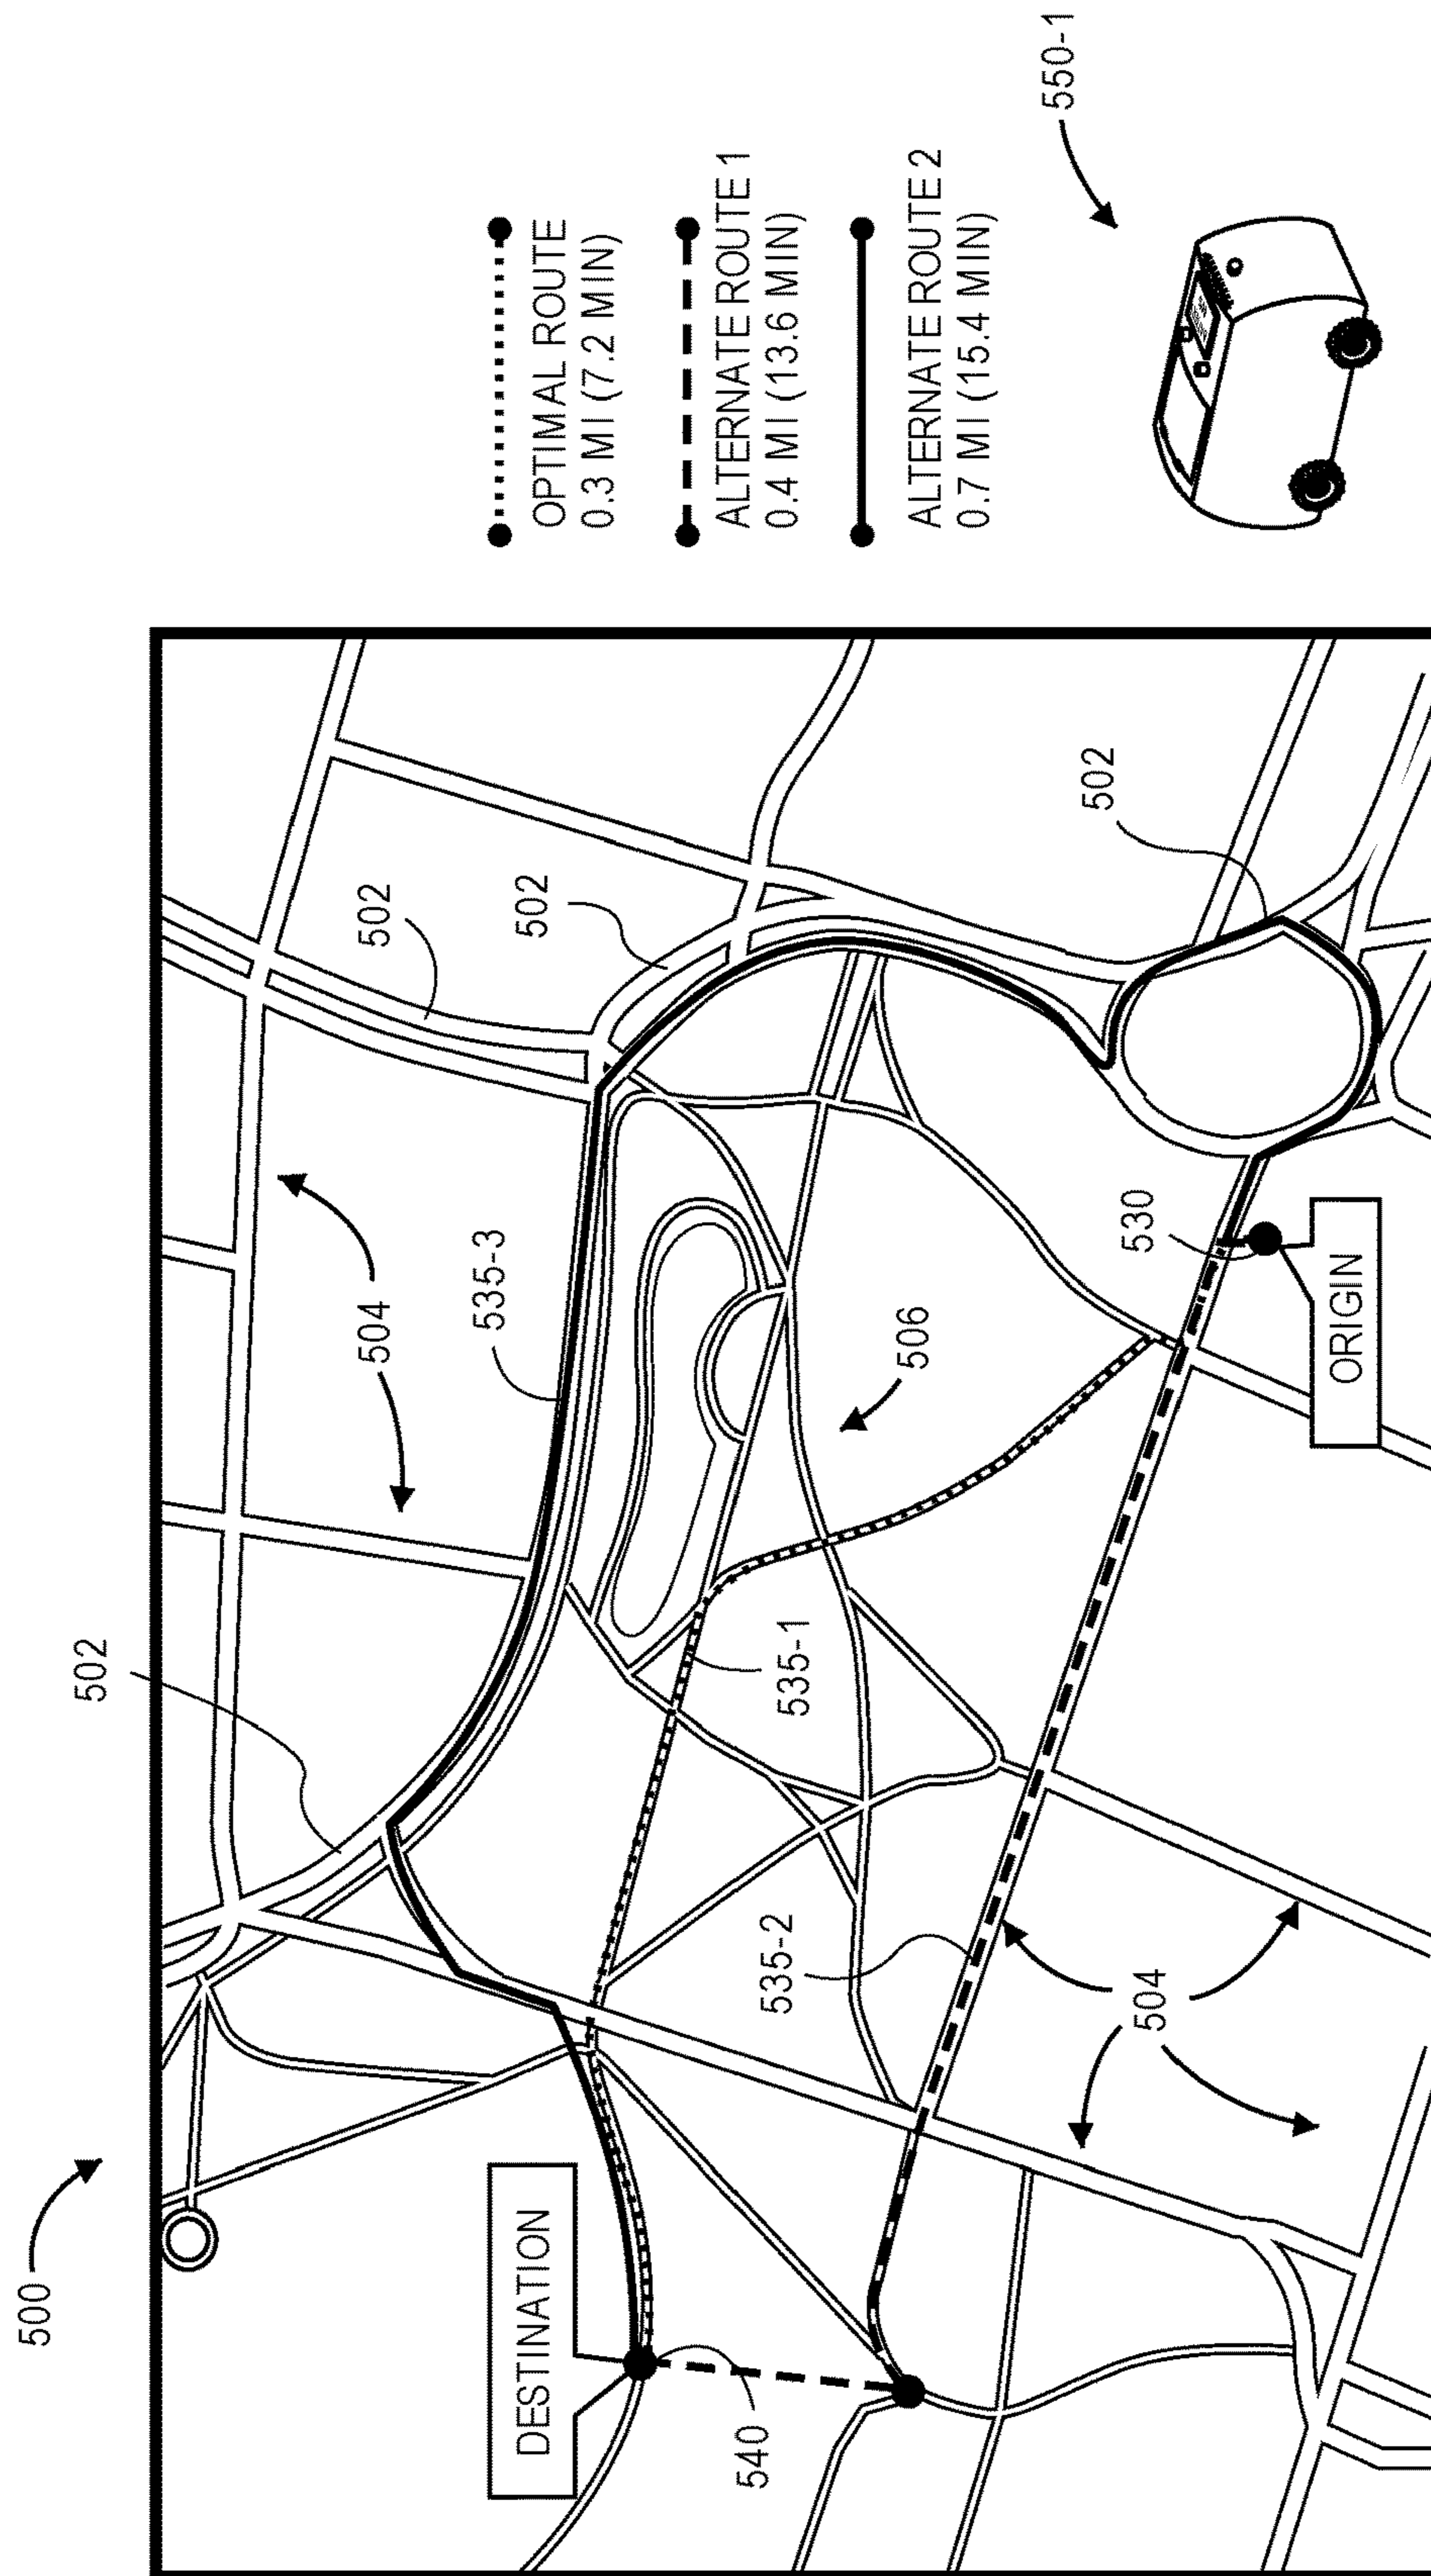 500
502
504
502
535-3
DESTINATION
502
OPTIMAL ROUTE
0.3 MI (7.2 MIN)
ALTERNATE ROUTE 1
0.4 MI (13.6 MIN)
540
535-2
535-1
506
ALTERNATE ROUTE 2
0.7 MI (15.4 MIN)
550-1
502
504
530
ORIGIN